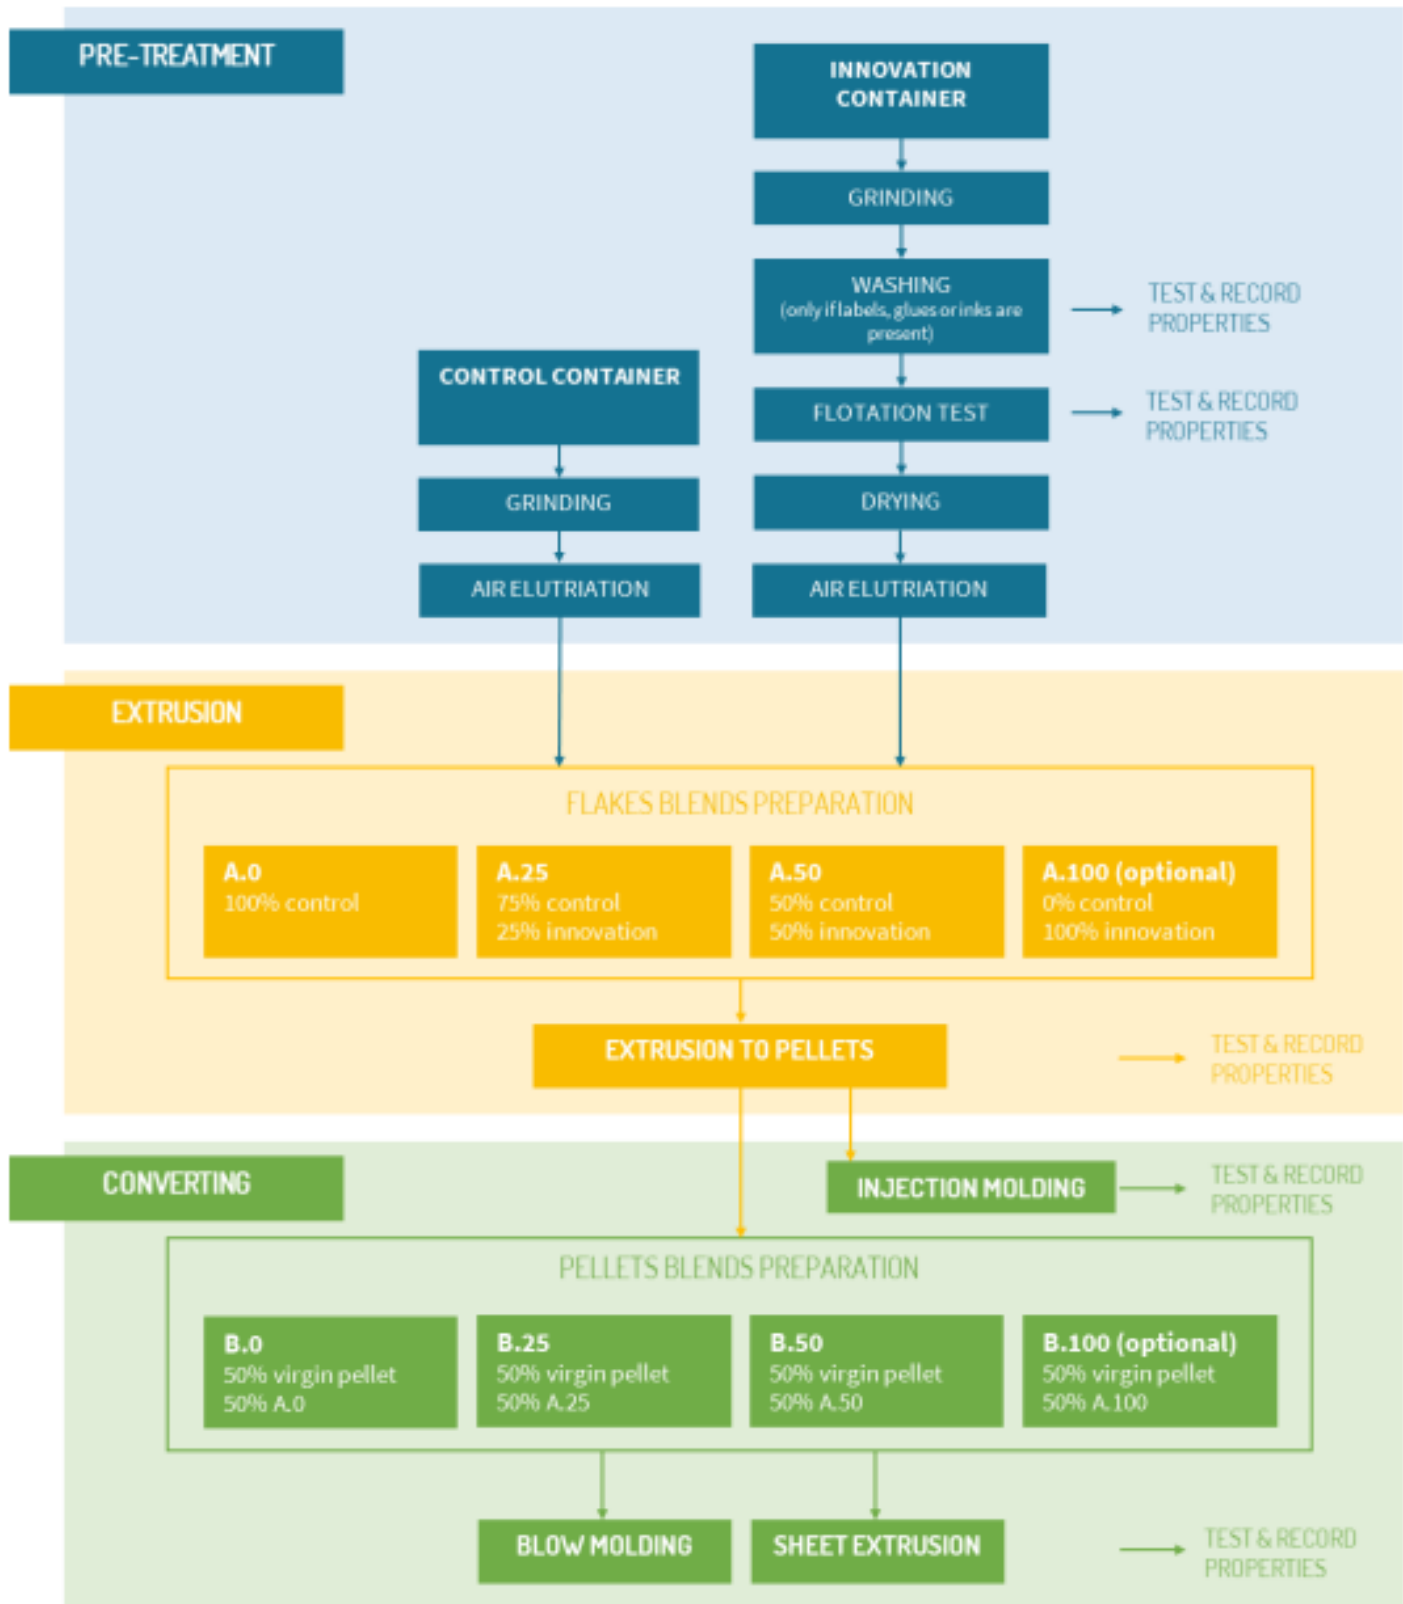 PRE-TREATMENT
INNOVATION
CONTAINER
GRINDING
WASHING
(only if labels, glues or inks are
present)
TEST & RECORD
PROPERTIES
CONTROL CONTAINER
FLOTATION TEST
TEST & RECORD
PROPERTIES
GRINDING
DRYING
AIR ELUTRIATION
AIR ELUTRIATION
EXTRUSION
FLAKES BLENDS PREPARATION
A.0
100% control
A.25
75% control
25% innovation
A.50
50% control
50% innovation
A.100 (optional)
0% control
100% innovation
EXTRUSION TO PELLETS
TEST & RECORD
PROPERTIES
CONVERTING
INJECTION MOLDING
TEST & RECORD
PROPERTIES
PELLETS BLENDS PREPARATION
B.0
50% virgin pellet
50% A.0
B.25
50% virgin pellet
50% A.25
B.50
50% virgin pellet
50% A.50
B.100 (optional)
50% virgin pellet
50% A.100
BLOW MOLDING
SHEET EXTRUSION
TEST & RECORD
PROPERTIES